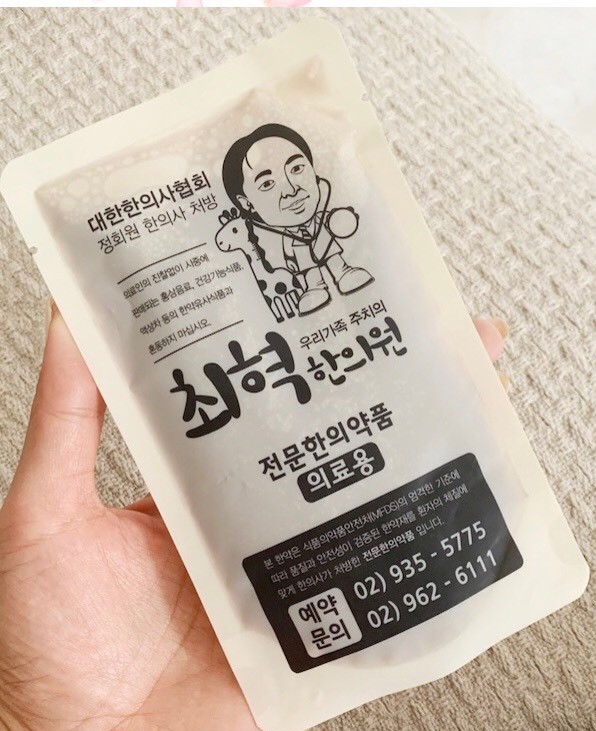 대한한의사협회
정회원 한의사 처방
의료인의 진찰없이 시중에
판매되는 홍삼음료, 건강기능식품,
액상차 등의 한약유사식품과
혼동하지 마십시오.
우리가족 주치의
최혁 한의원
전문한의약품
의료용
본 한약은 식품의약품안전처(MFDS)의 엄격한 기준에
따라 품질과 안전성이 검증된 한약재를 환자의 체질에
맞게 한의사가 처방한 전문한의약품 입니다.
예약
문의
02) 935 - 5775
02) 962 - 6111